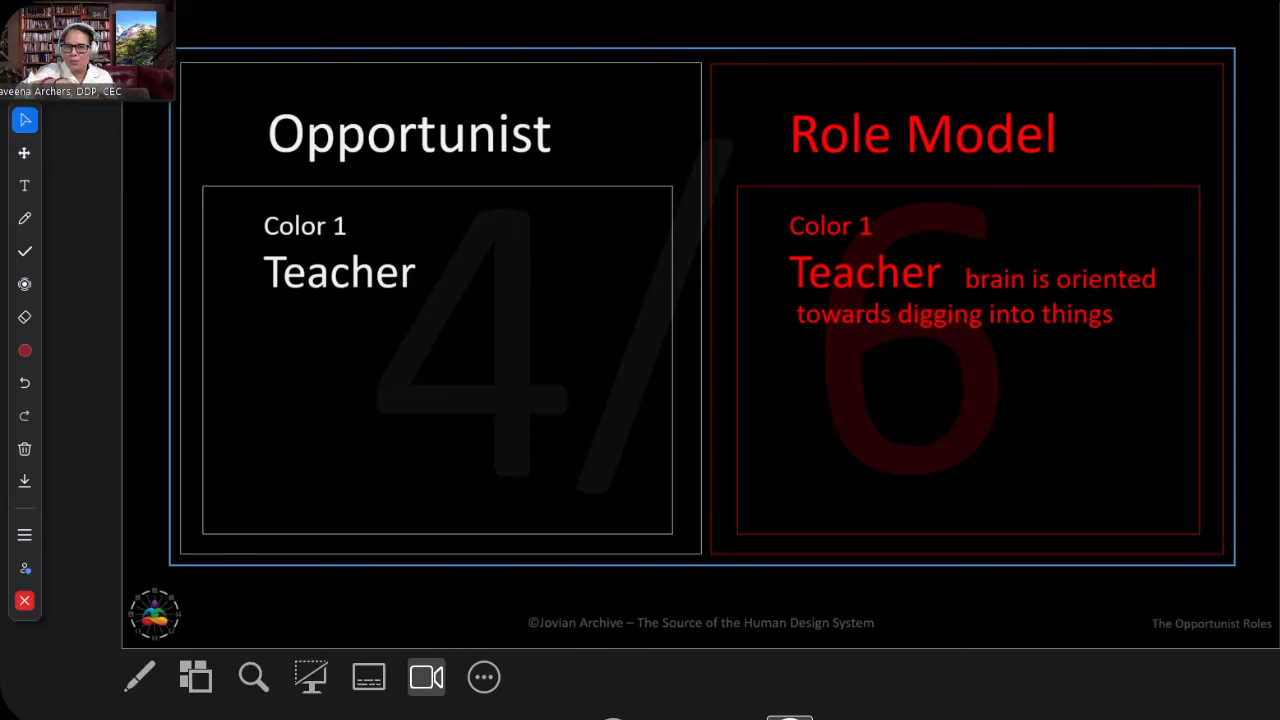 aveena Archers, DDP, CEC
Opportunist
Color 1
Teacher
Role Model
Color 1
Teacher brain is oriented
towards digging into things
4/6
©Jovian Archive – The Source of the Human Design System
The Opportunist Roles